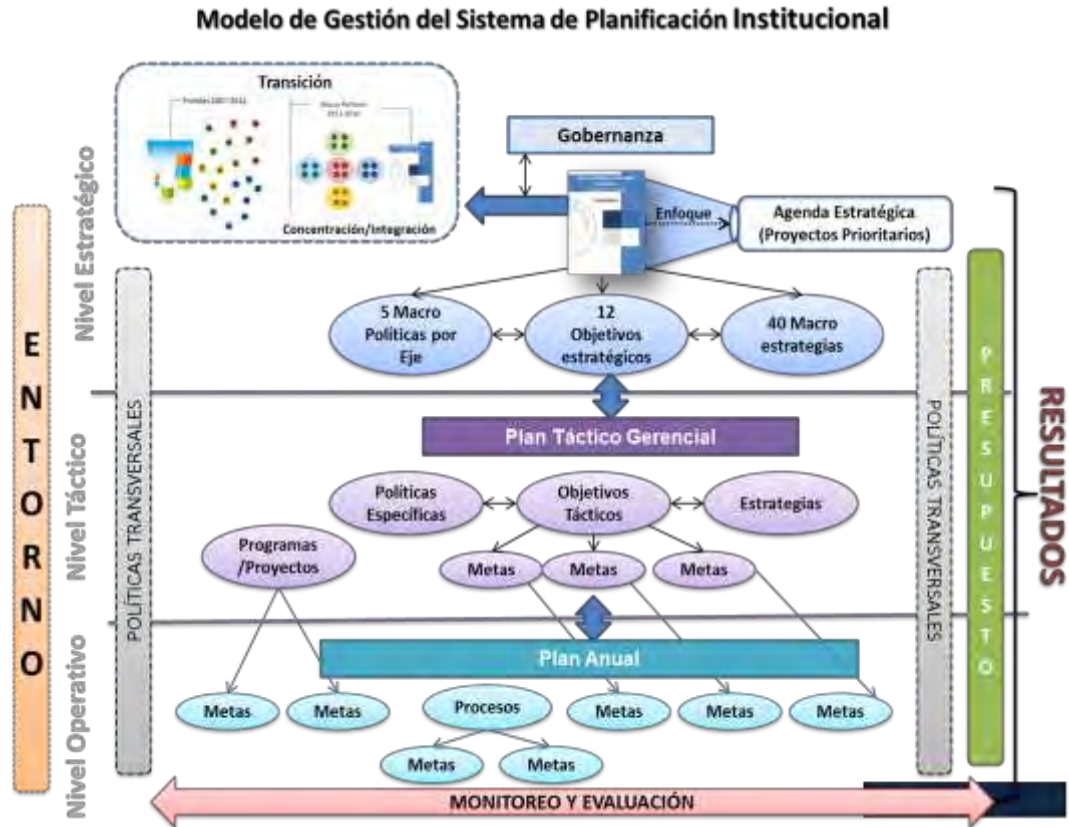 Modelo de Gestión del Sistema de Planificación Institucional
Transición
Concentración/Integración
Gobernanza
Enfoque
Agenda Estratégica
(Proyectos Prioritarios)
Nivel Estratégico
5 Macro
Políticas por
Eje
12
Objetivos
estratégicos
40 Macro
estrategias
ENTORNO
POLÍTICAS TRANSVERSALES
POLÍTICAS TRANSVERSALES
PRESUPUESTO
RESULTADOS
Nivel Táctico
Plan Táctico Gerencial
Políticas
Específicas
Objetivos
Tácticos
Estrategias
Programas
/Proyectos
Metas
Metas
Metas
Nivel Operativo
Plan Anual
Metas
Metas
Procesos
Metas
Metas
Metas
Metas
Metas
MONITOREO Y EVALUACIÓN